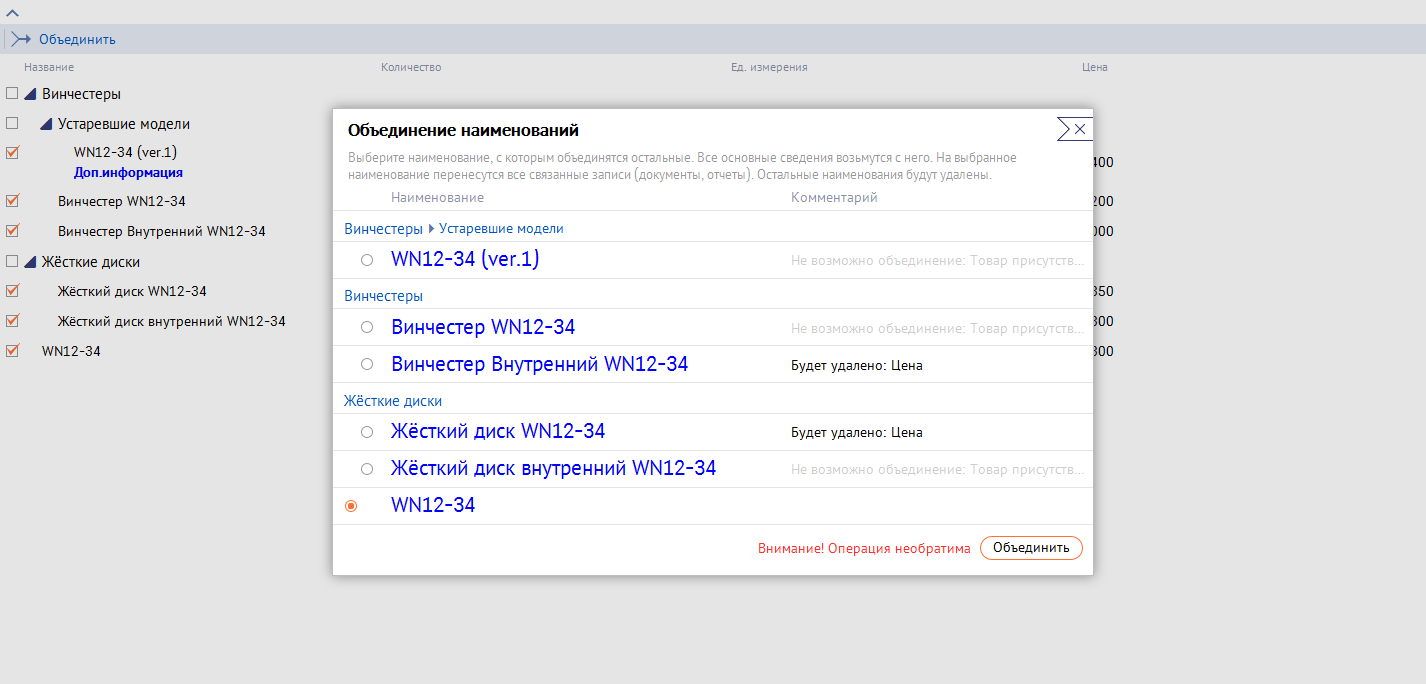 Объединить
Название Количество Ед. измерения Цена
Винчестеры
Устаревшие модели
WN12-34 (ver.1) 400
Доп.информация
Винчестер WN12-34 200
Винчестер Внутренний WN12-34 000
Жёсткие диски
Жёсткий диск WN12-34 350
Жёсткий диск внутренний WN12-34 300
WN12-34 300
Объединение наименований
Выберите наименование, с которым объединятся остальные. Все основные сведения возьмутся с него. На выбранное
наименование перенесутся все связанные записи (документы, отчеты). Остальные наименования будут удалены.
Наименование Комментарий
Винчестеры Устаревшие модели
WN12-34 (ver.1) Не возможно объединение: Товар присутств...
Винчестеры
Винчестер WN12-34 Не возможно объединение: Товар присутств...
Винчестер Внутренний WN12-34 Будет удалено: Цена
Жёсткие диски
Жёсткий диск WN12-34 Будет удалено: Цена
Жёсткий диск внутренний WN12-34 Не возможно объединение: Товар присутств...
WN12-34
Внимание! Операция необратима Объединить